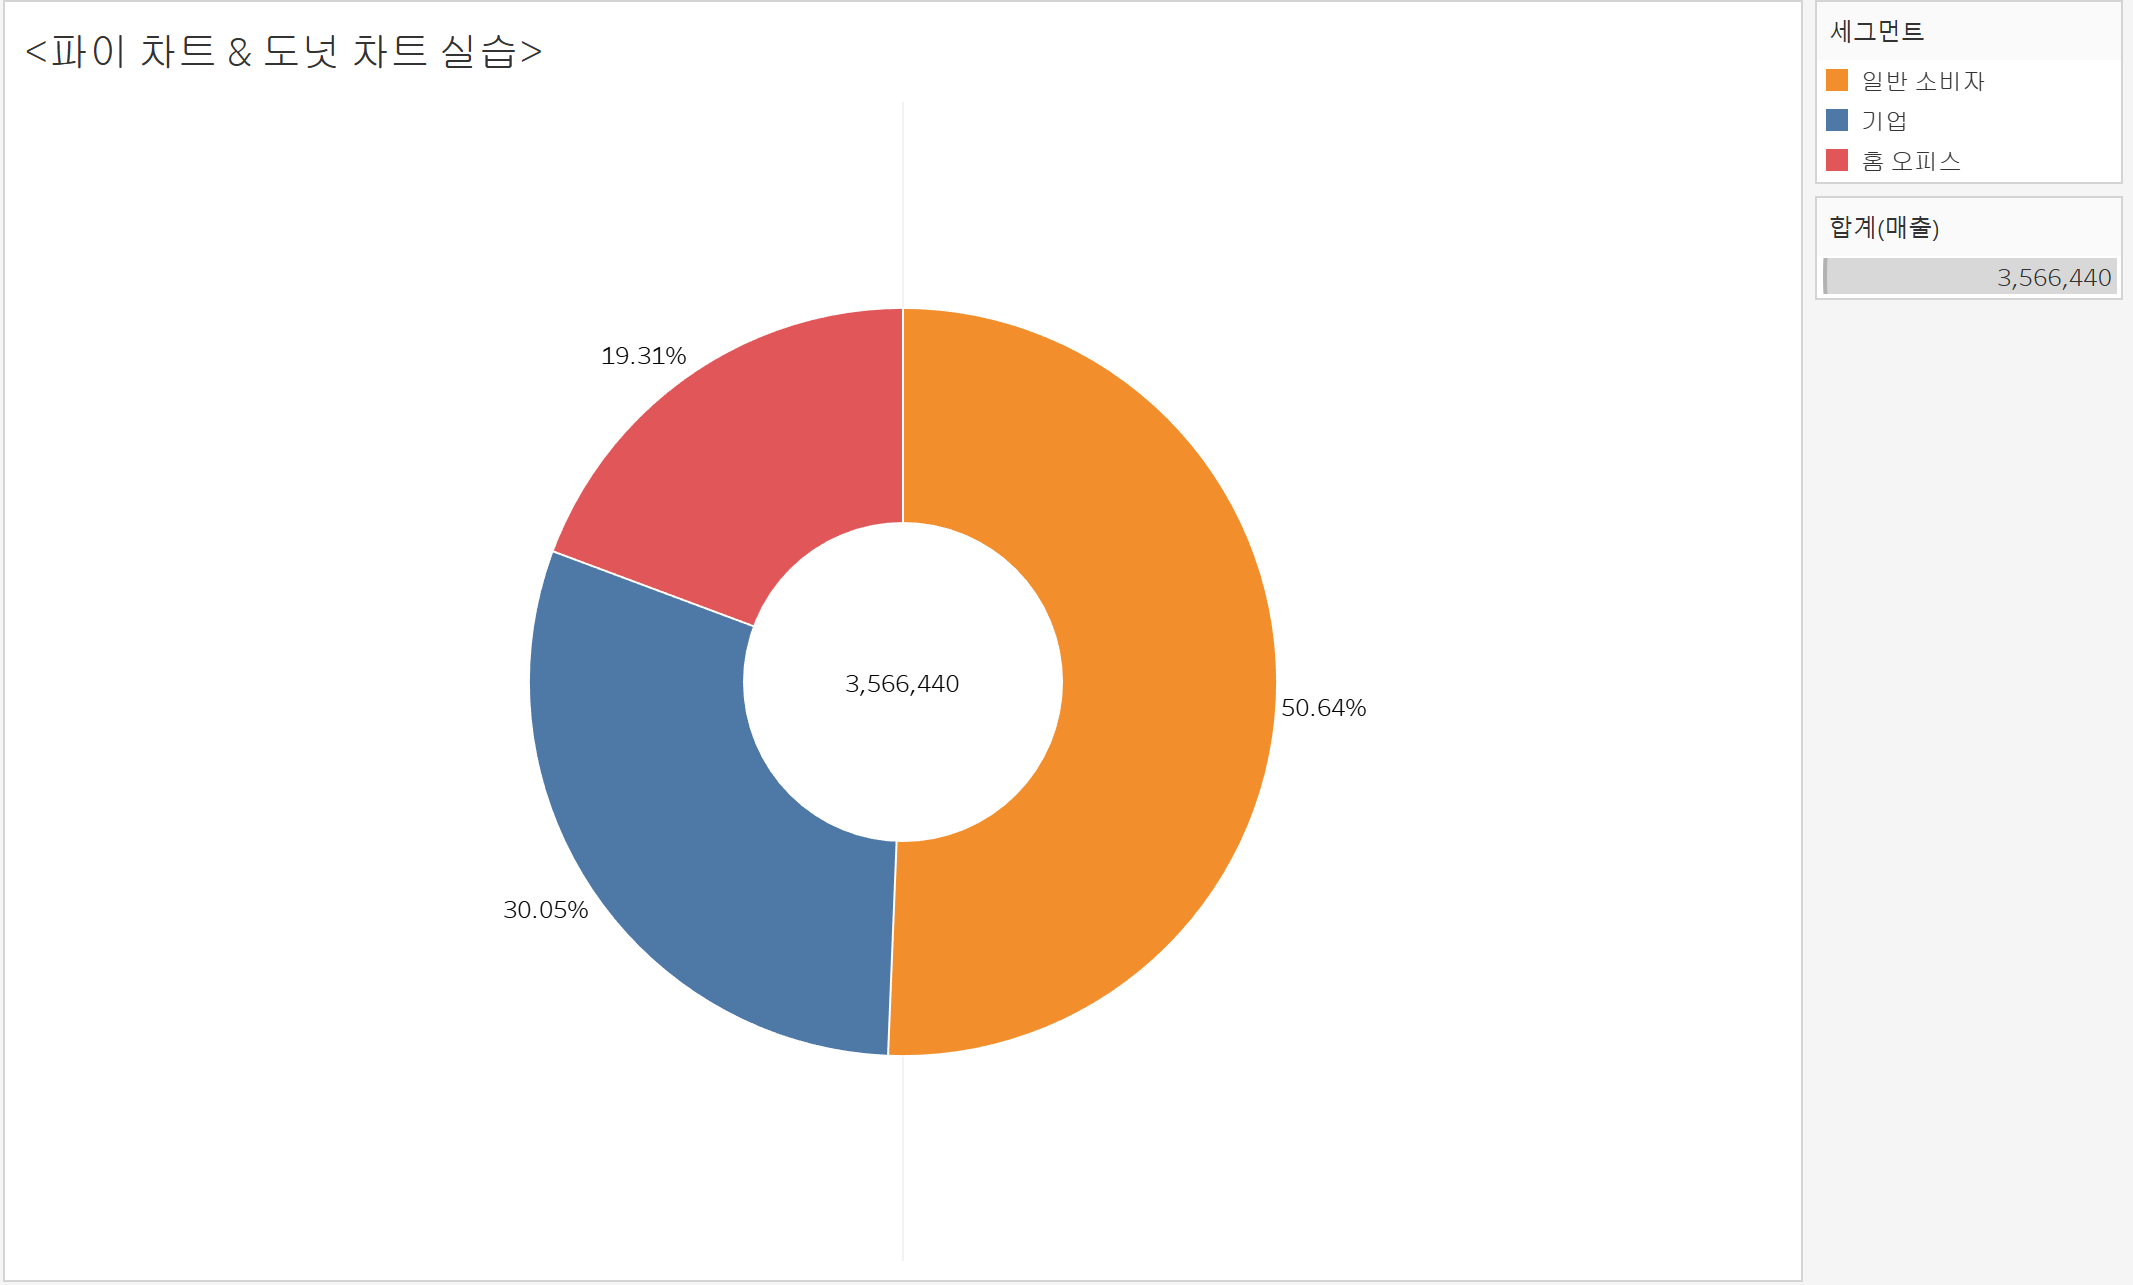 <파이 차트 & 도넛 차트 실습>
19.31%
50.64%
30.05%
3,566,440
세그먼트
일반 소비자
기업
홈 오피스
합계(매출)
3,566,440